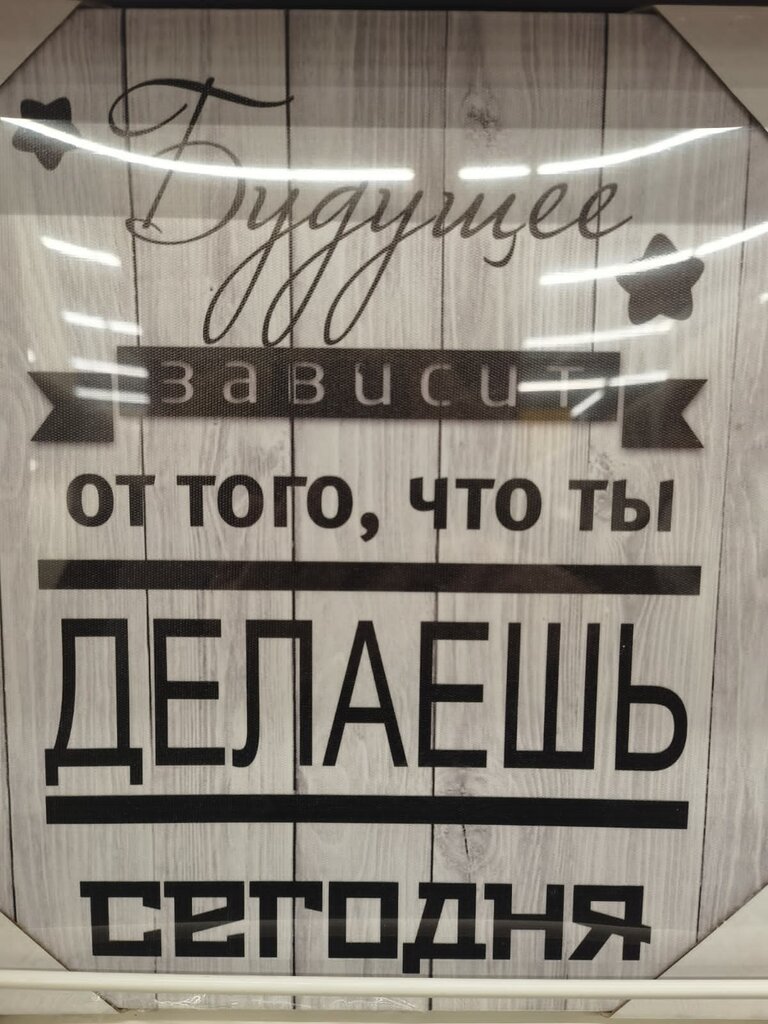 Будущее
зависит
от того, что ты
ДЕЛАЕШЬ
сегодня